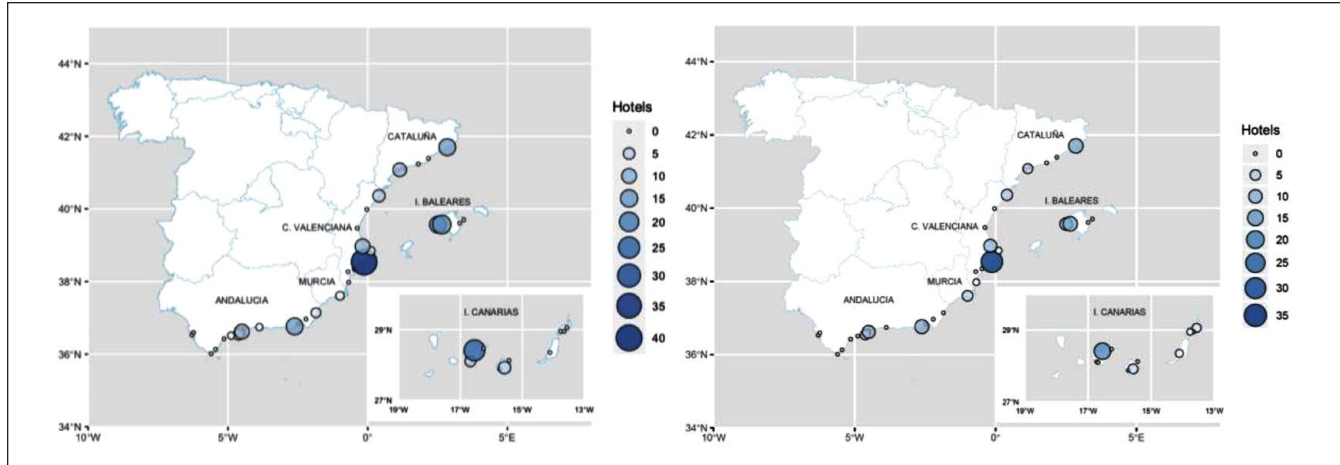 44°N
42°N
40°N
38°N
36°N
34°N
10°W
5°W
0°
5°E
CATALUÑA
I. BALEARES
C. VALENCIANA
MURCIA
ANDALUCIA
I. CANARIAS
29°N
27°N
19°W
17°W
15°W
13°W
Hotels
0
5
10
15
20
25
30
35
40
44°N
42°N
40°N
38°N
36°N
34°N
10°W
5°W
0°
5°E
CATALUÑA
I. BALEARES
C. VALENCIANA
MURCIA
ANDALUCIA
I. CANARIAS
29°N
27°N
19°W
17°W
15°W
13°W
Hotels
0
5
10
15
20
25
30
35